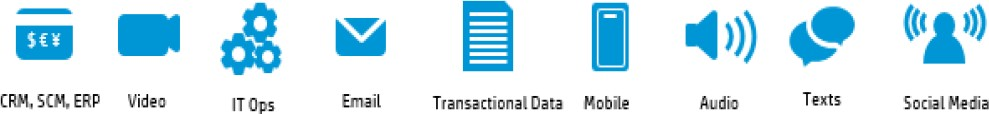 $€¥
CRM, SCM, ERP
Video
IT Ops
Email
Transactional Data
Mobile
Audio
Texts
Social Media